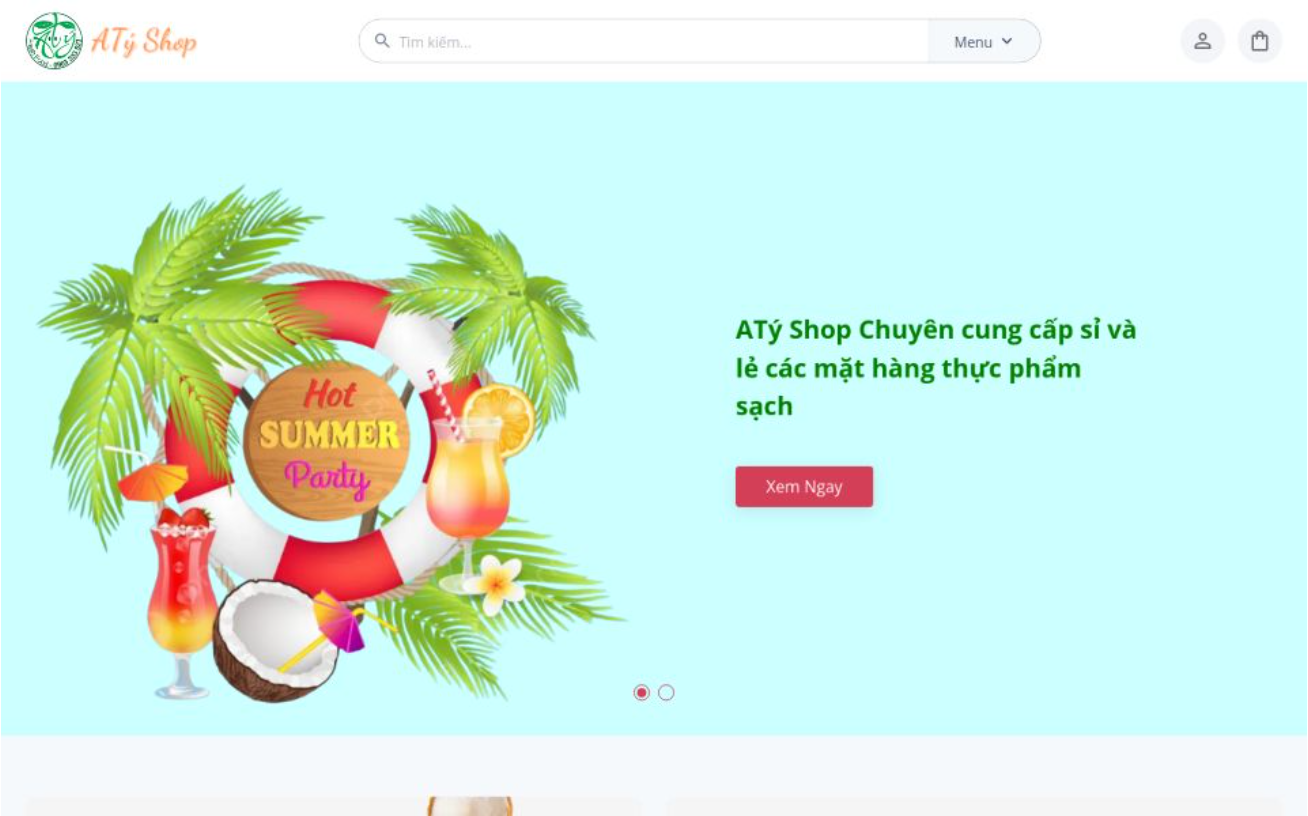 ATý
ATý Shop
Tìm kiếm...
Menu
Hot
SUMMER
Party
ATý Shop Chuyên cung cấp sỉ và
lẻ các mặt hàng thực phẩm
sạch
Xem Ngay